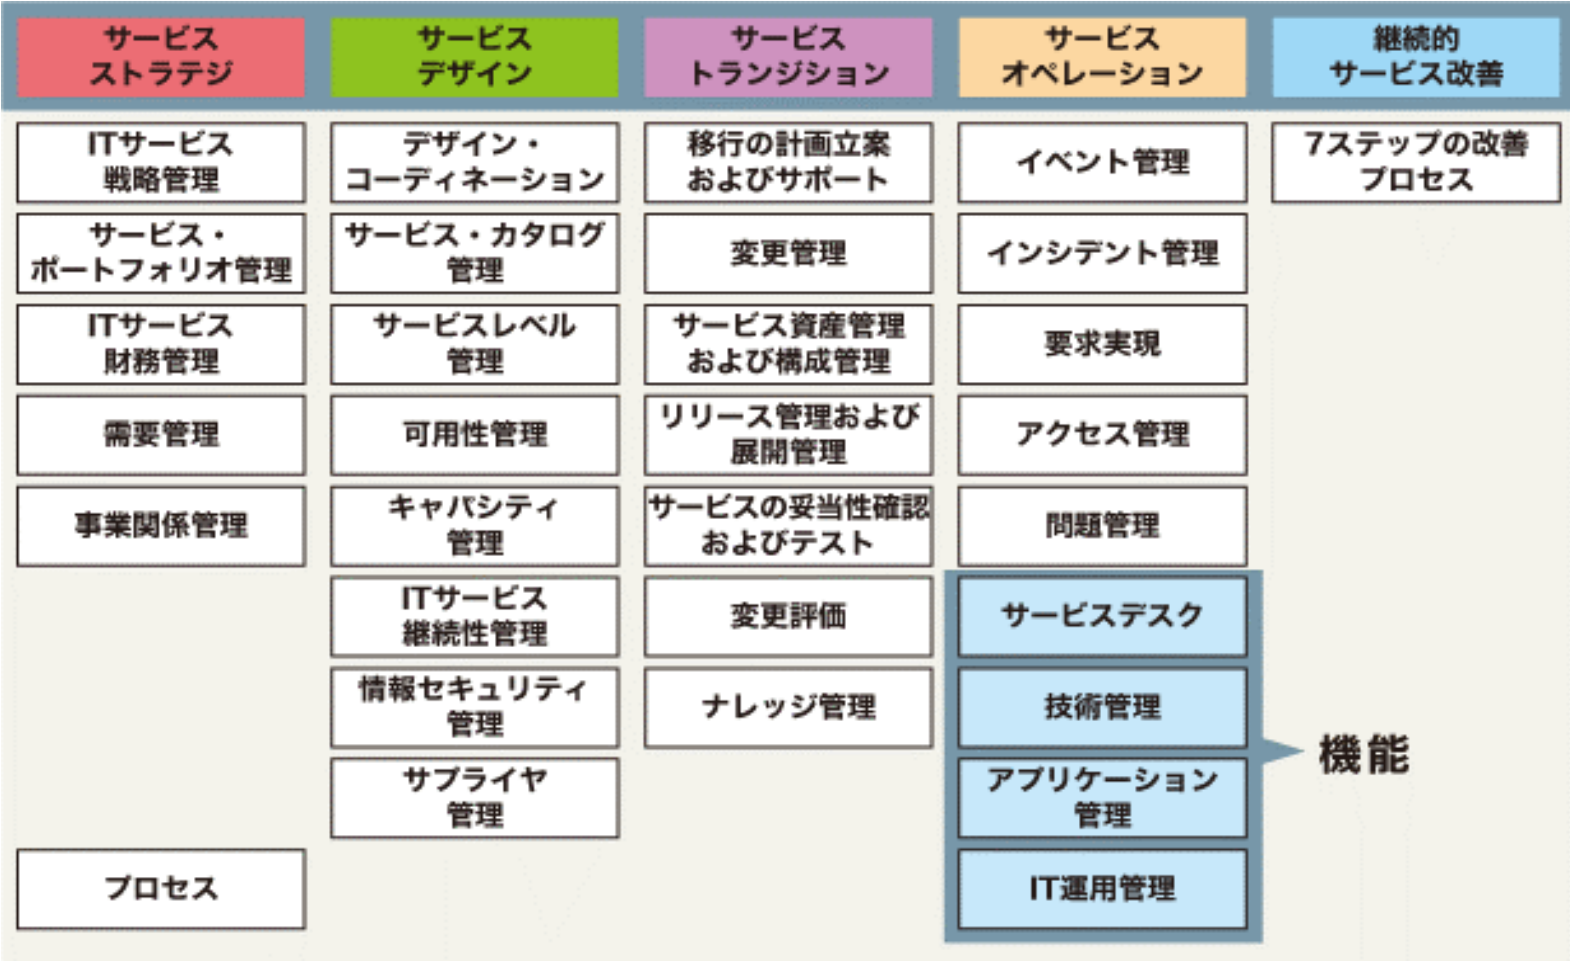 サービス
ストラテジ
サービス
デザイン
サービス
トランジション
サービス
オペレーション
継続的
サービス改善
ITサービス
戦略管理
サービス・
ポートフォリオ管理
ITサービス
財務管理
需要管理
事業関係管理
プロセス
デザイン・
コーディネーション
サービス・カタログ
管理
サービスレベル
管理
可用性管理
キャパシティ
管理
ITサービス
継続性管理
情報セキュリティ
管理
サプライヤ
管理
移行の計画立案
およびサポート
変更管理
サービス資産管理
および構成管理
リリース管理および
展開管理
サービスの妥当性確認
およびテスト
変更評価
ナレッジ管理
イベント管理
インシデント管理
要求実現
アクセス管理
問題管理
サービスデスク
技術管理
アプリケーション
管理
IT運用管理
機能
7ステップの改善
プロセス